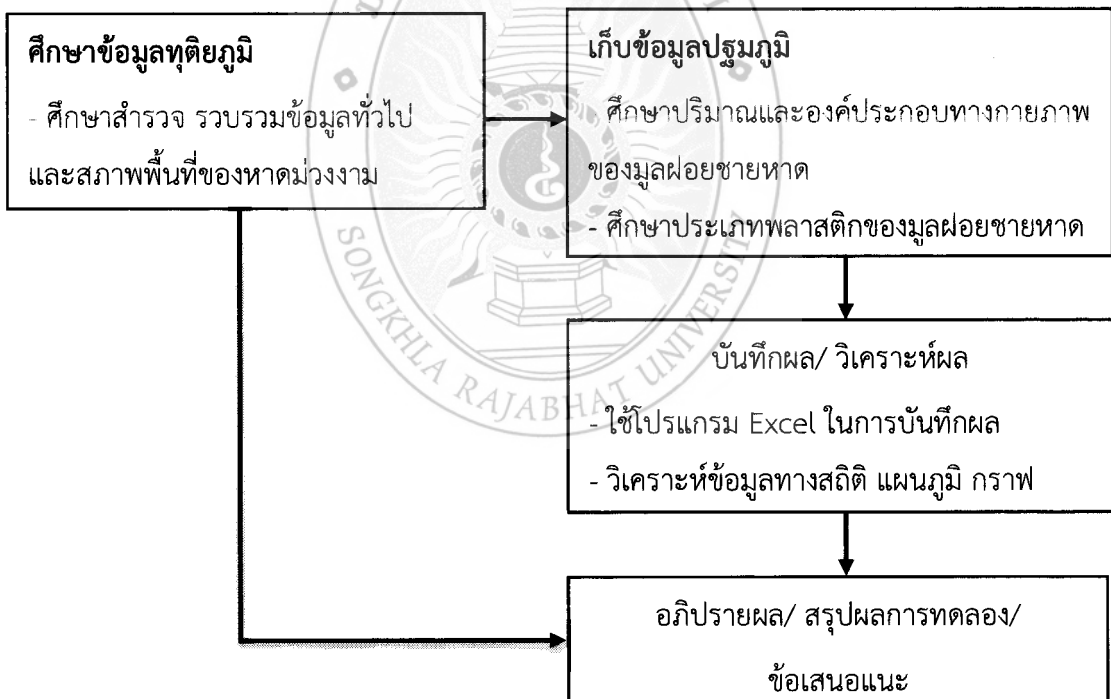 ศึกษาข้อมูลทุติยภูมิ
- ศึกษาสำรวจ รวบรวมข้อมูลทั่วไป
และสภาพพื้นที่ของหาดม่วงงาม
เก็บข้อมูลปฐมภูมิ
- ศึกษาปริมาณและองค์ประกอบทางกายภาพ
ของมูลฝอยชายหาด
- ศึกษาประเภทพลาสติกของมูลฝอยชายหาด
บันทึกผล/ วิเคราะห์ผล
- ใช้โปรแกรม Excel ในการบันทึกผล
- วิเคราะห์ข้อมูลทางสถิติ แผนภูมิ กราฟ
อภิปรายผล/ สรุปผลการทดลอง/
ข้อเสนอแนะ
SONGKHLA RAJABHAT UNIVERSIT